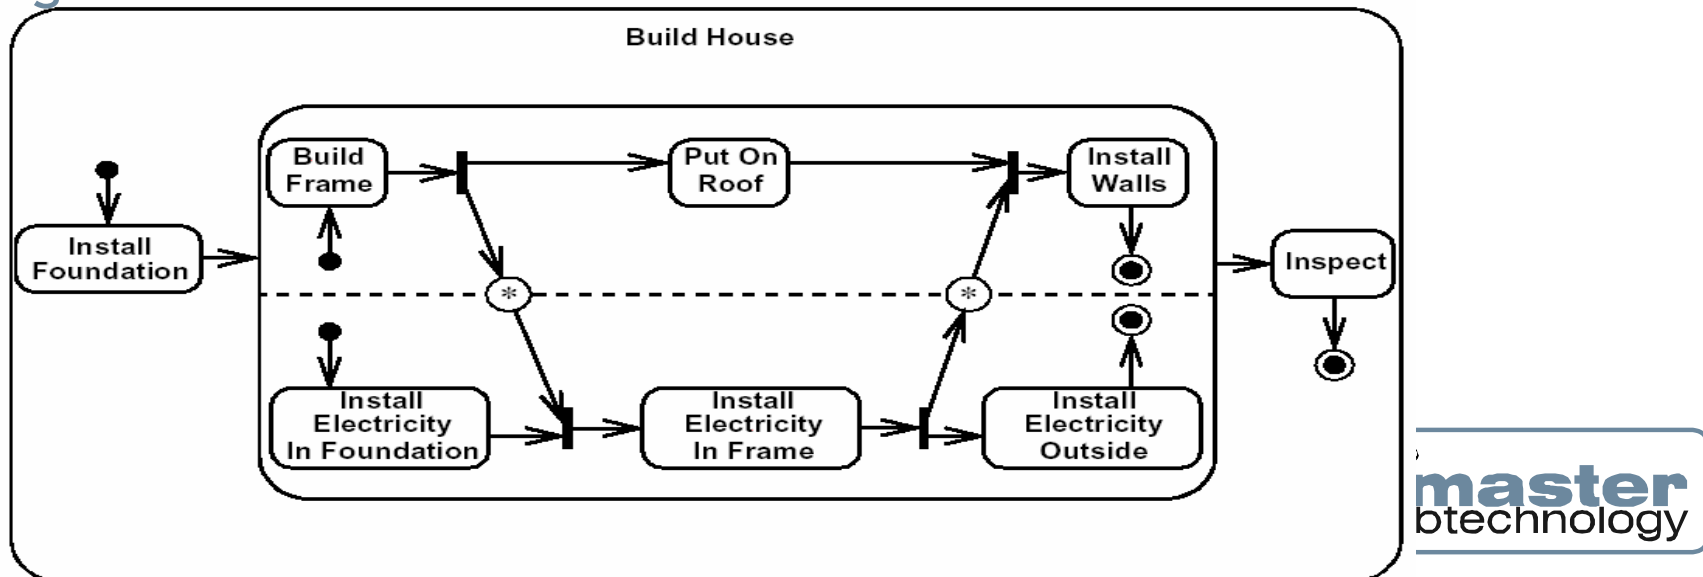 Build House
Build
Frame
Put On
Roof
Install
Walls
Install
Foundation
Inspect
*
*
Install
Electricity
In Foundation
Install
Electricity
In Frame
Install
Electricity
Outside
master
btechnology